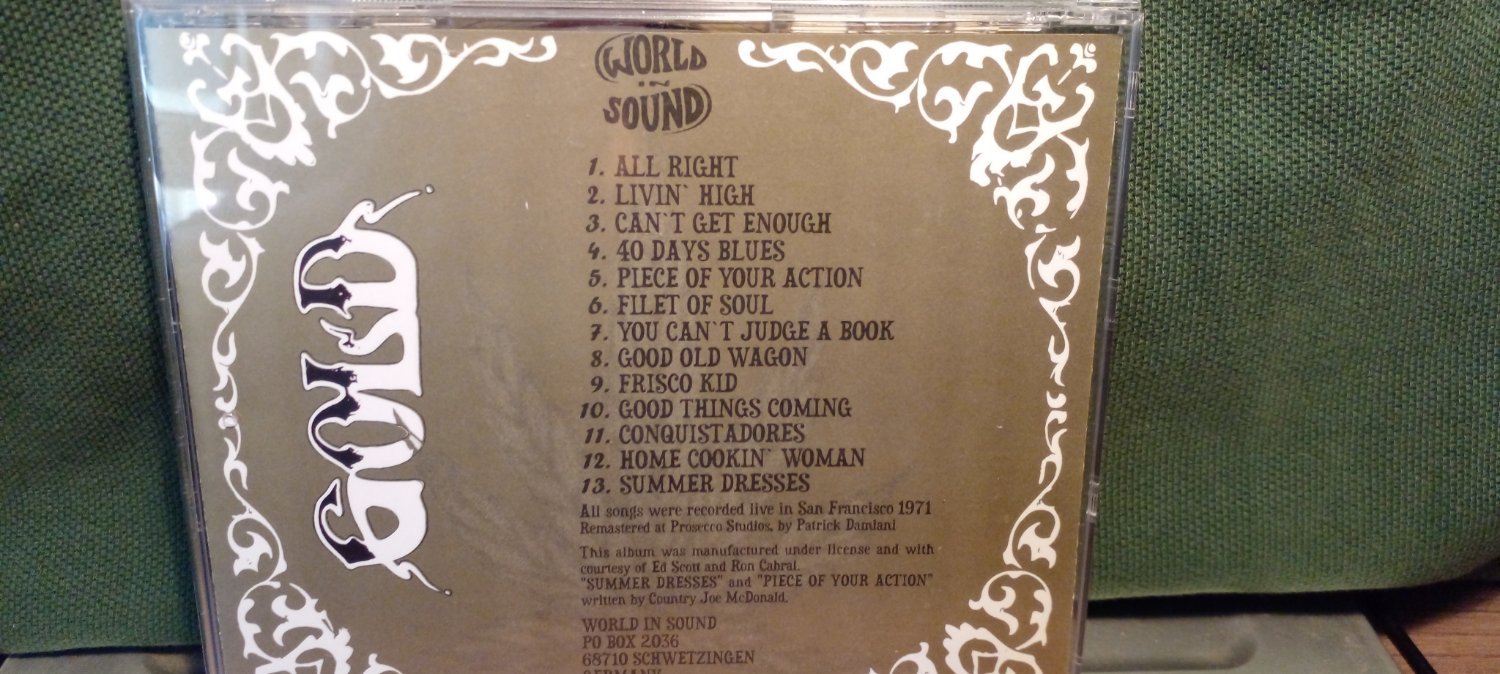 WORLD
IN
SOUND
GOLD
1. ALL RIGHT
2. LIVIN` HIGH
3. CAN`T GET ENOUGH
4. 40 DAYS BLUES
5. PIECE OF YOUR ACTION
6. FILET OF SOUL
7. YOU CAN`T JUDGE A BOOK
8. GOOD OLD WAGON
9. FRISCO KID
10. GOOD THINGS COMING
11. CONQUISTADORES
12. HOME COOKIN` WOMAN
13. SUMMER DRESSES
All songs were recorded live in San Francisco 1971
Remastered at Prosecco Studios, by Patrick Damiani
This album was manufactured under license and with
courtesy of Ed Scott and Ron Cabral.
"SUMMER DRESSES" and "PIECE OF YOUR ACTION"
written by Country Joe McDonald.
WORLD IN SOUND
PO BOX 2036
68710 SCHWETZINGEN
GERMANY